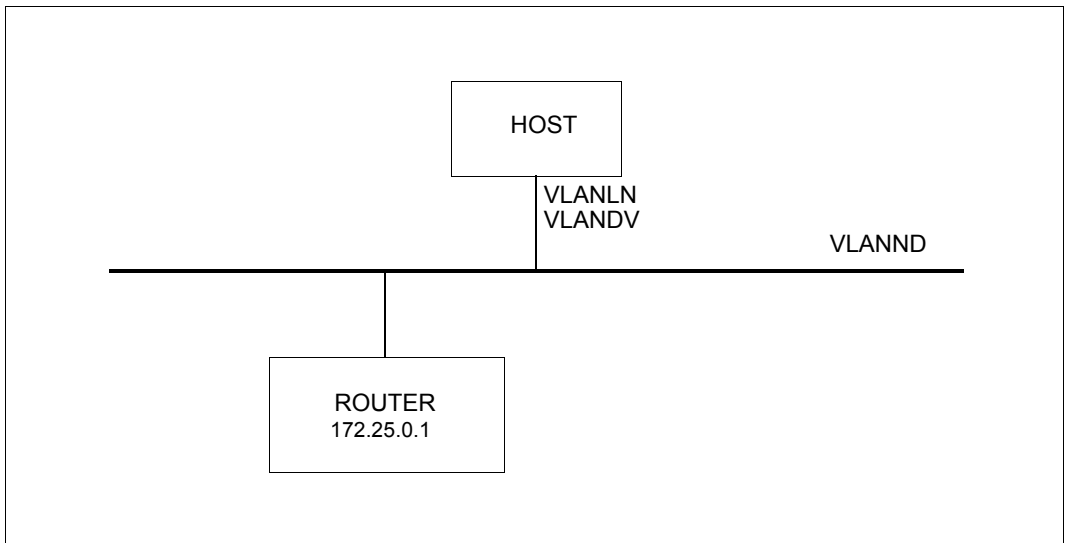 HOST
VLANLN
VLANDV
VLANND
ROUTER
172.25.0.1